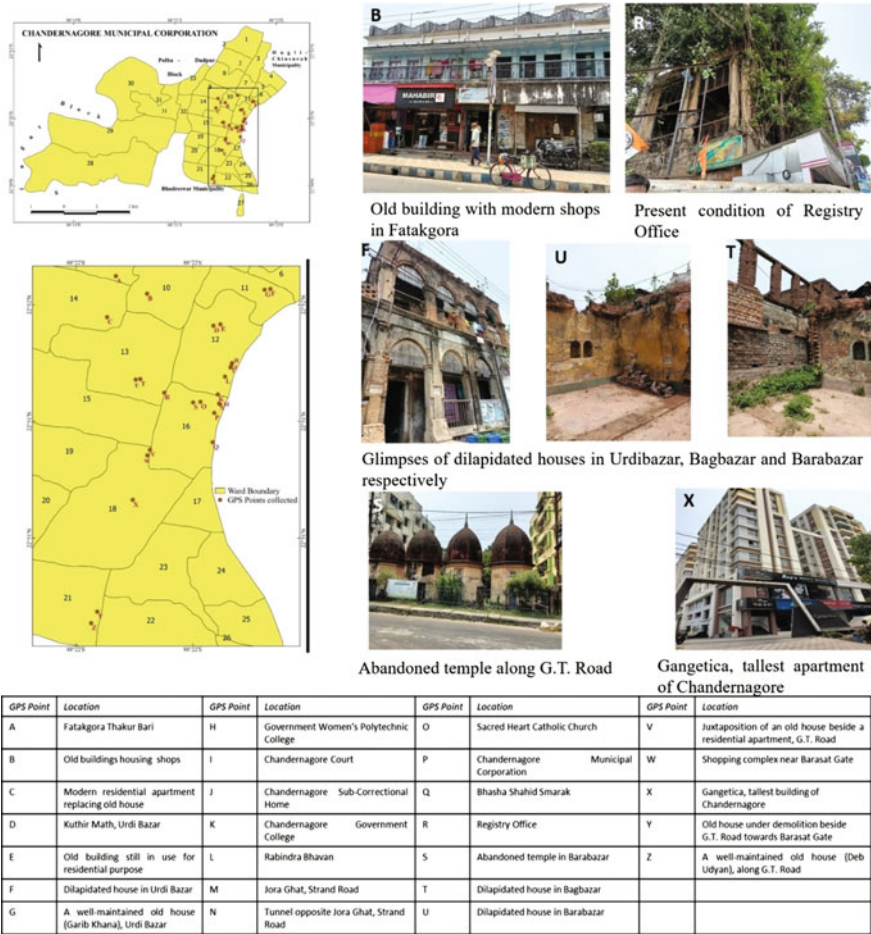 CHANDERNAGORE MUNICIPAL CORPORATION
Hugli-
Chinsurah
Municipality
Polba - Dadpur
Block
Bhadreswar Municipality
Ward Boundary
GPS Points collected
B
MAHABIR
Old building with modern shops
in Fatakgora
R
Present condition of Registry
Office
F
U
T
Glimpses of dilapidated houses in Urdibazar, Bagbazar and Barabazar
respectively
S
Abandoned temple along G.T. Road
X
Gangetica, tallest apartment
of Chandernagore
GPS Point Location GPS Point Location GPS Point Location GPS Point Location
A Fatakgora Thakur Bari H Government Women's Polytechnic College O Sacred Heart Catholic Church V Juxtaposition of an old house beside a residential apartment, G.T. Road
B Old buildings housing shops I Chandernagore Court P Chandernagore Municipal Corporation W Shopping complex near Barasat Gate
C Modern residential apartment replacing old house J Chandernagore Sub-Correctional Home Q Bhasha Shahid Smarak X Gangetica, tallest building of Chandernagore
D Kuthir Math, Urdi Bazar K Chandernagore Government College R Registry Office Y Old house under demolition beside G.T. Road towards Barasat Gate
E Old building still in use for residential purpose L Rabindra Bhavan S Abandoned temple in Barabazar Z A well-maintained old house (Deb Udyan), along G.T. Road
F Dilapidated house in Urdi Bazar M Jora Ghat, Strand Road T Dilapidated house in Bagbazar
G A well-maintained old house (Garib Khana), Urdi Bazar N Tunnel opposite Jora Ghat, Strand Road U Dilapidated house in Barabazar